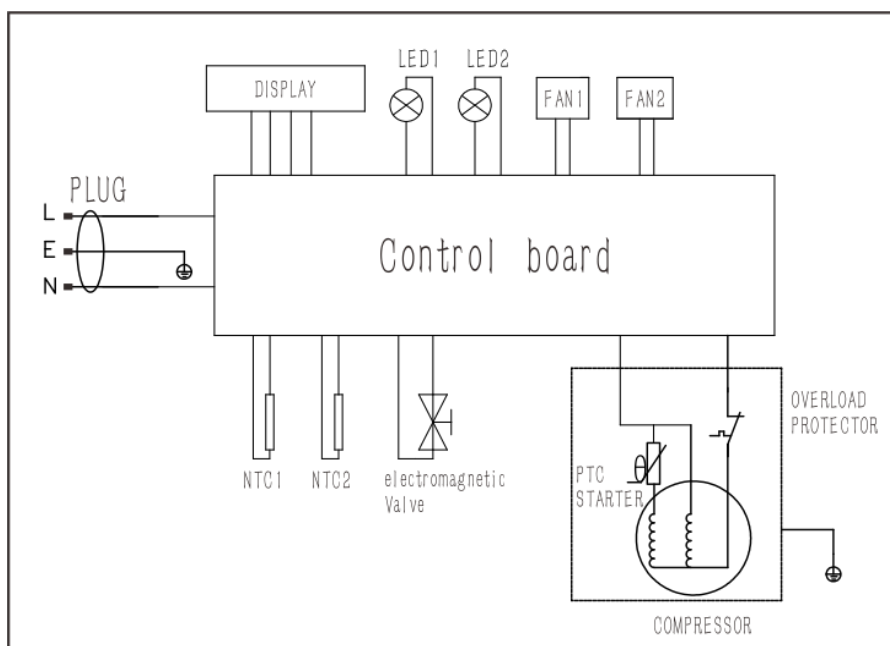 LED1 LED2
DISPLAY
FAN1 FAN2
PLUG
L
E
N
Control board
OVERLOAD
PROTECTOR
NTC1 NTC2 electromagnetic
Valve
θ
PTC
STARTER
COMPRESSOR